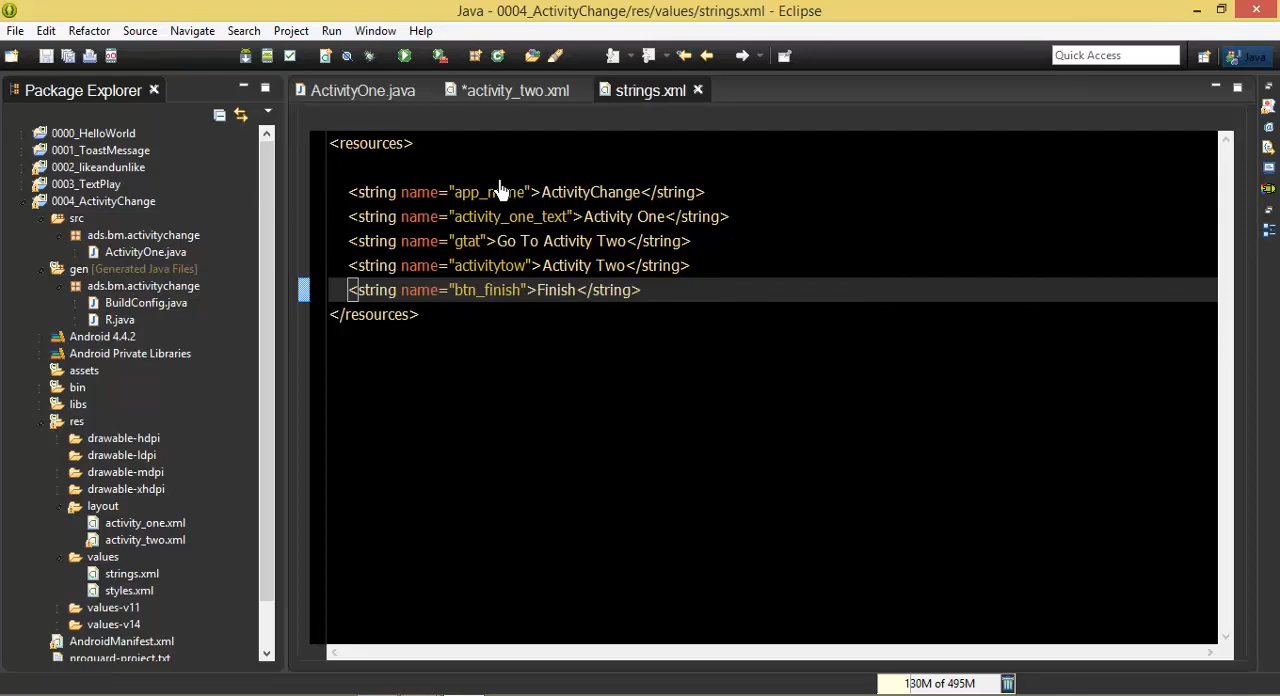 Java - 0004_ActivityChange/res/values/strings.xml - Eclipse
File Edit Refactor Source Navigate Search Project Run Window Help
Quick Access
Java
Package Explorer
ActivityOne.java
*activity_two.xml
strings.xml
0000_HelloWorld
0001_ToastMessage
0002_likeandunlike
0003_TextPlay
0004_ActivityChange
src
ads.bm.activitychange
ActivityOne.java
gen [Generated Java Files]
ads.bm.activitychange
BuildConfig.java
R.java
Android 4.4.2
Android Private Libraries
assets
bin
libs
res
drawable-hdpi
drawable-ldpi
drawable-mdpi
drawable-xhdpi
layout
activity_one.xml
activity_two.xml
values
strings.xml
styles.xml
values-v11
values-v14
AndroidManifest.xml
proguard-project.txt
<resources>
<string name="app_name">ActivityChange</string>
<string name="activity_one_text">Activity One</string>
<string name="gtat">Go To Activity Two</string>
<string name="activitytow">Activity Two</string>
<string name="btn_finish">Finish</string>
</resources>
130M of 495M